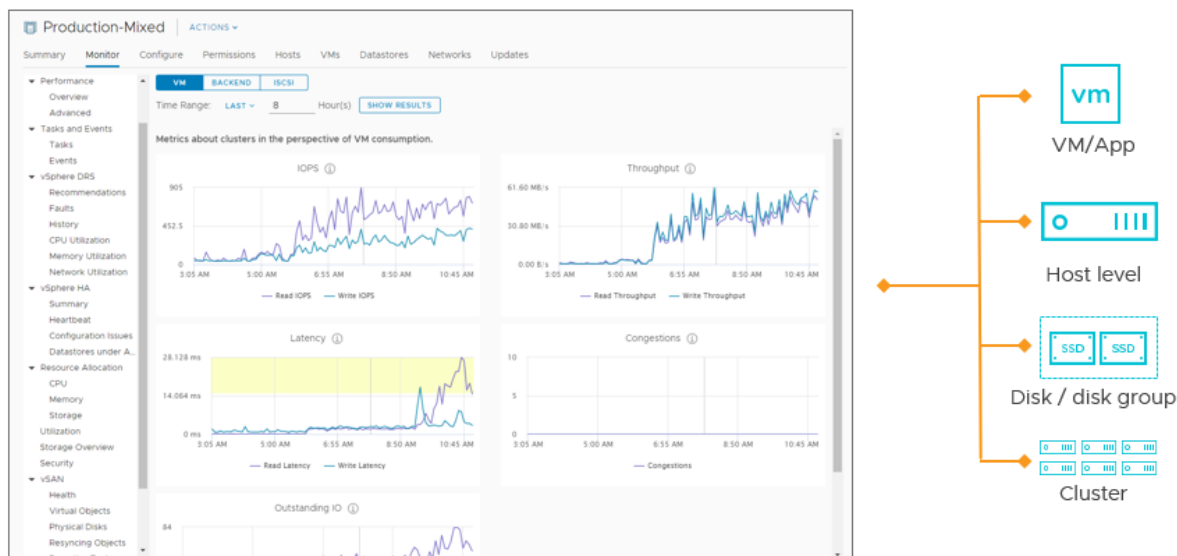 Production-Mixed ACTIONS
Summary Monitor Configure Permissions Hosts VMs Datastores Networks Updates
Performance
Overview
Advanced
Tasks and Events
Tasks
Events
vSphere DRS
Recommendations
Faults
History
CPU Utilization
Memory Utilization
Network Utilization
vSphere HA
Summary
Heartbeat
Configuration Issues
Datastores under A...
Resource Allocation
CPU
Memory
Storage
Utilization
Storage Overview
Security
vSAN
Health
Virtual Objects
Physical Disks
Resyncing Objects
VM BACKEND ISCSI
Time Range: LAST 8 Hour(s) SHOW RESULTS
Metrics about clusters in the perspective of VM consumption.
IOPS
905
452.5
0
3:05 AM 5:00 AM 6:55 AM 8:50 AM 10:45 AM
Read IOPS Write IOPS
Throughput
61.60 MB/s
30.80 MB/s
0.00 B/s
3:05 AM 5:00 AM 6:55 AM 8:50 AM 10:45 AM
Read Throughput Write Throughput
Latency
28.128 ms
14.064 ms
0 ms
3:05 AM 5:00 AM 6:55 AM 8:50 AM 10:45 AM
Read Latency Write Latency
Congestions
10
5
0
3:05 AM 5:00 AM 6:55 AM 8:50 AM 10:45 AM
Congestions
Outstanding IO
84
vm
VM/App
Host level
SSD SSD
Disk / disk group
Cluster